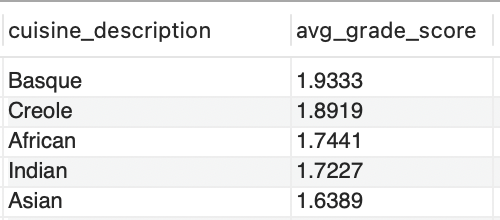 cuisine_description avg_grade_score
Basque 1.9333
Creole 1.8919
African 1.7441
Indian 1.7227
Asian 1.6389